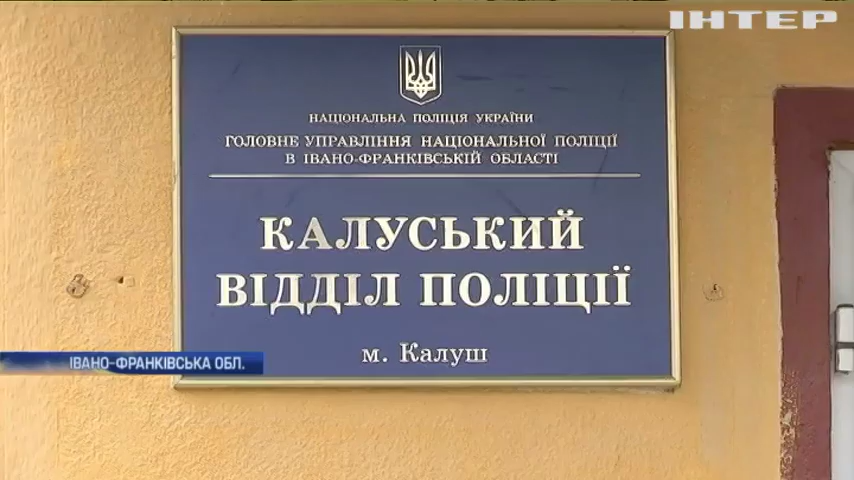 ІНТЕР
НАЦІОНАЛЬНА ПОЛІЦІЯ УКРАЇНИ
ГОЛОВНЕ УПРАВЛІННЯ НАЦІОНАЛЬНОЇ ПОЛІЦІЇ
В ІВАНО-ФРАНКІВСЬКІЙ ОБЛАСТІ
КАЛУСЬКИЙ
ВІДДІЛ ПОЛІЦІЇ
м. Калуш
ІВАНО-ФРАНКІВСЬКА ОБЛ.